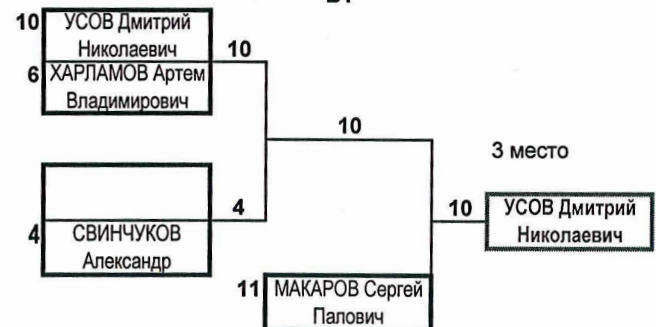 10 УСОВ Дмитрий
Николаевич
10
6 ХАРЛАМОВ Артем
Владимирович
10
3 место
4
4 СВИНЧУКОВ
Александр
10 УСОВ Дмитрий
Николаевич
11 МАКАРОВ Сергей
Палович